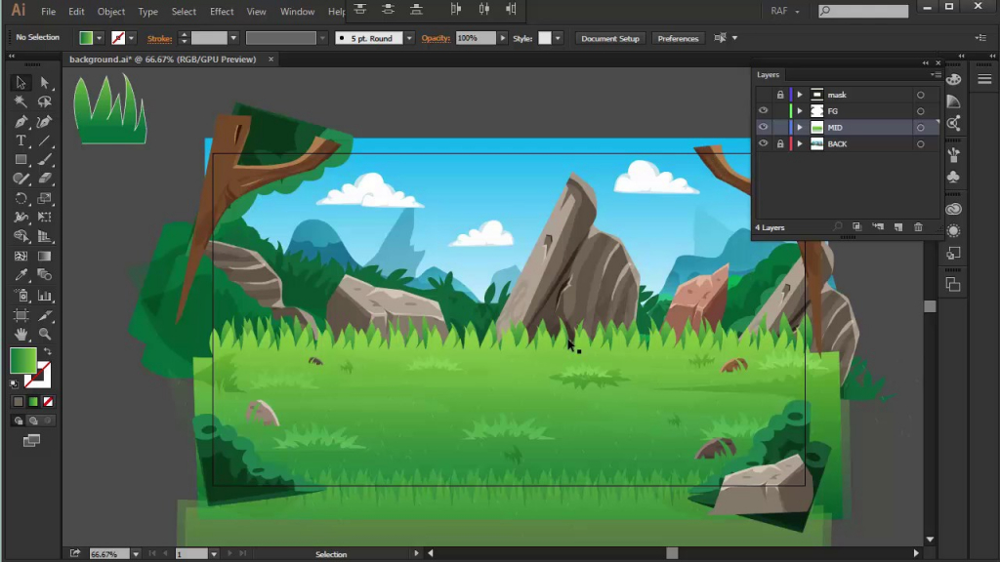 Ai File Edit Object Type Select Effect View Window Help RAF
No Selection Stroke: 5 pt. Round Opacity: 100% Style: Document Setup Preferences
background.ai* @ 66.67% (RGB/GPU Preview) ×
Layers
mask
FG
MID
BACK
4 Layers
66.67% 1 Selection